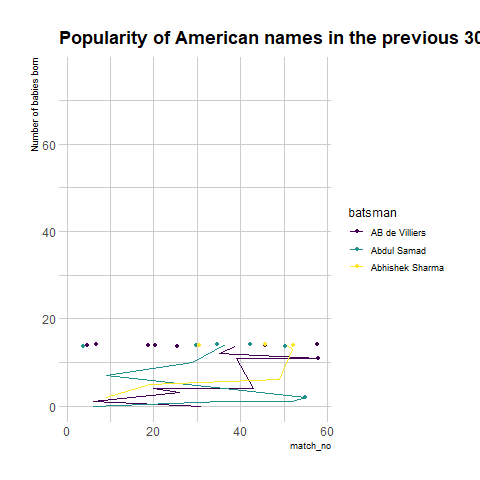 Popularity of American names in the previous 30
Number of babies born
60
40
20
0
0 20 40 60
match_no
batsman
AB de Villiers
Abdul Samad
Abhishek Sharma